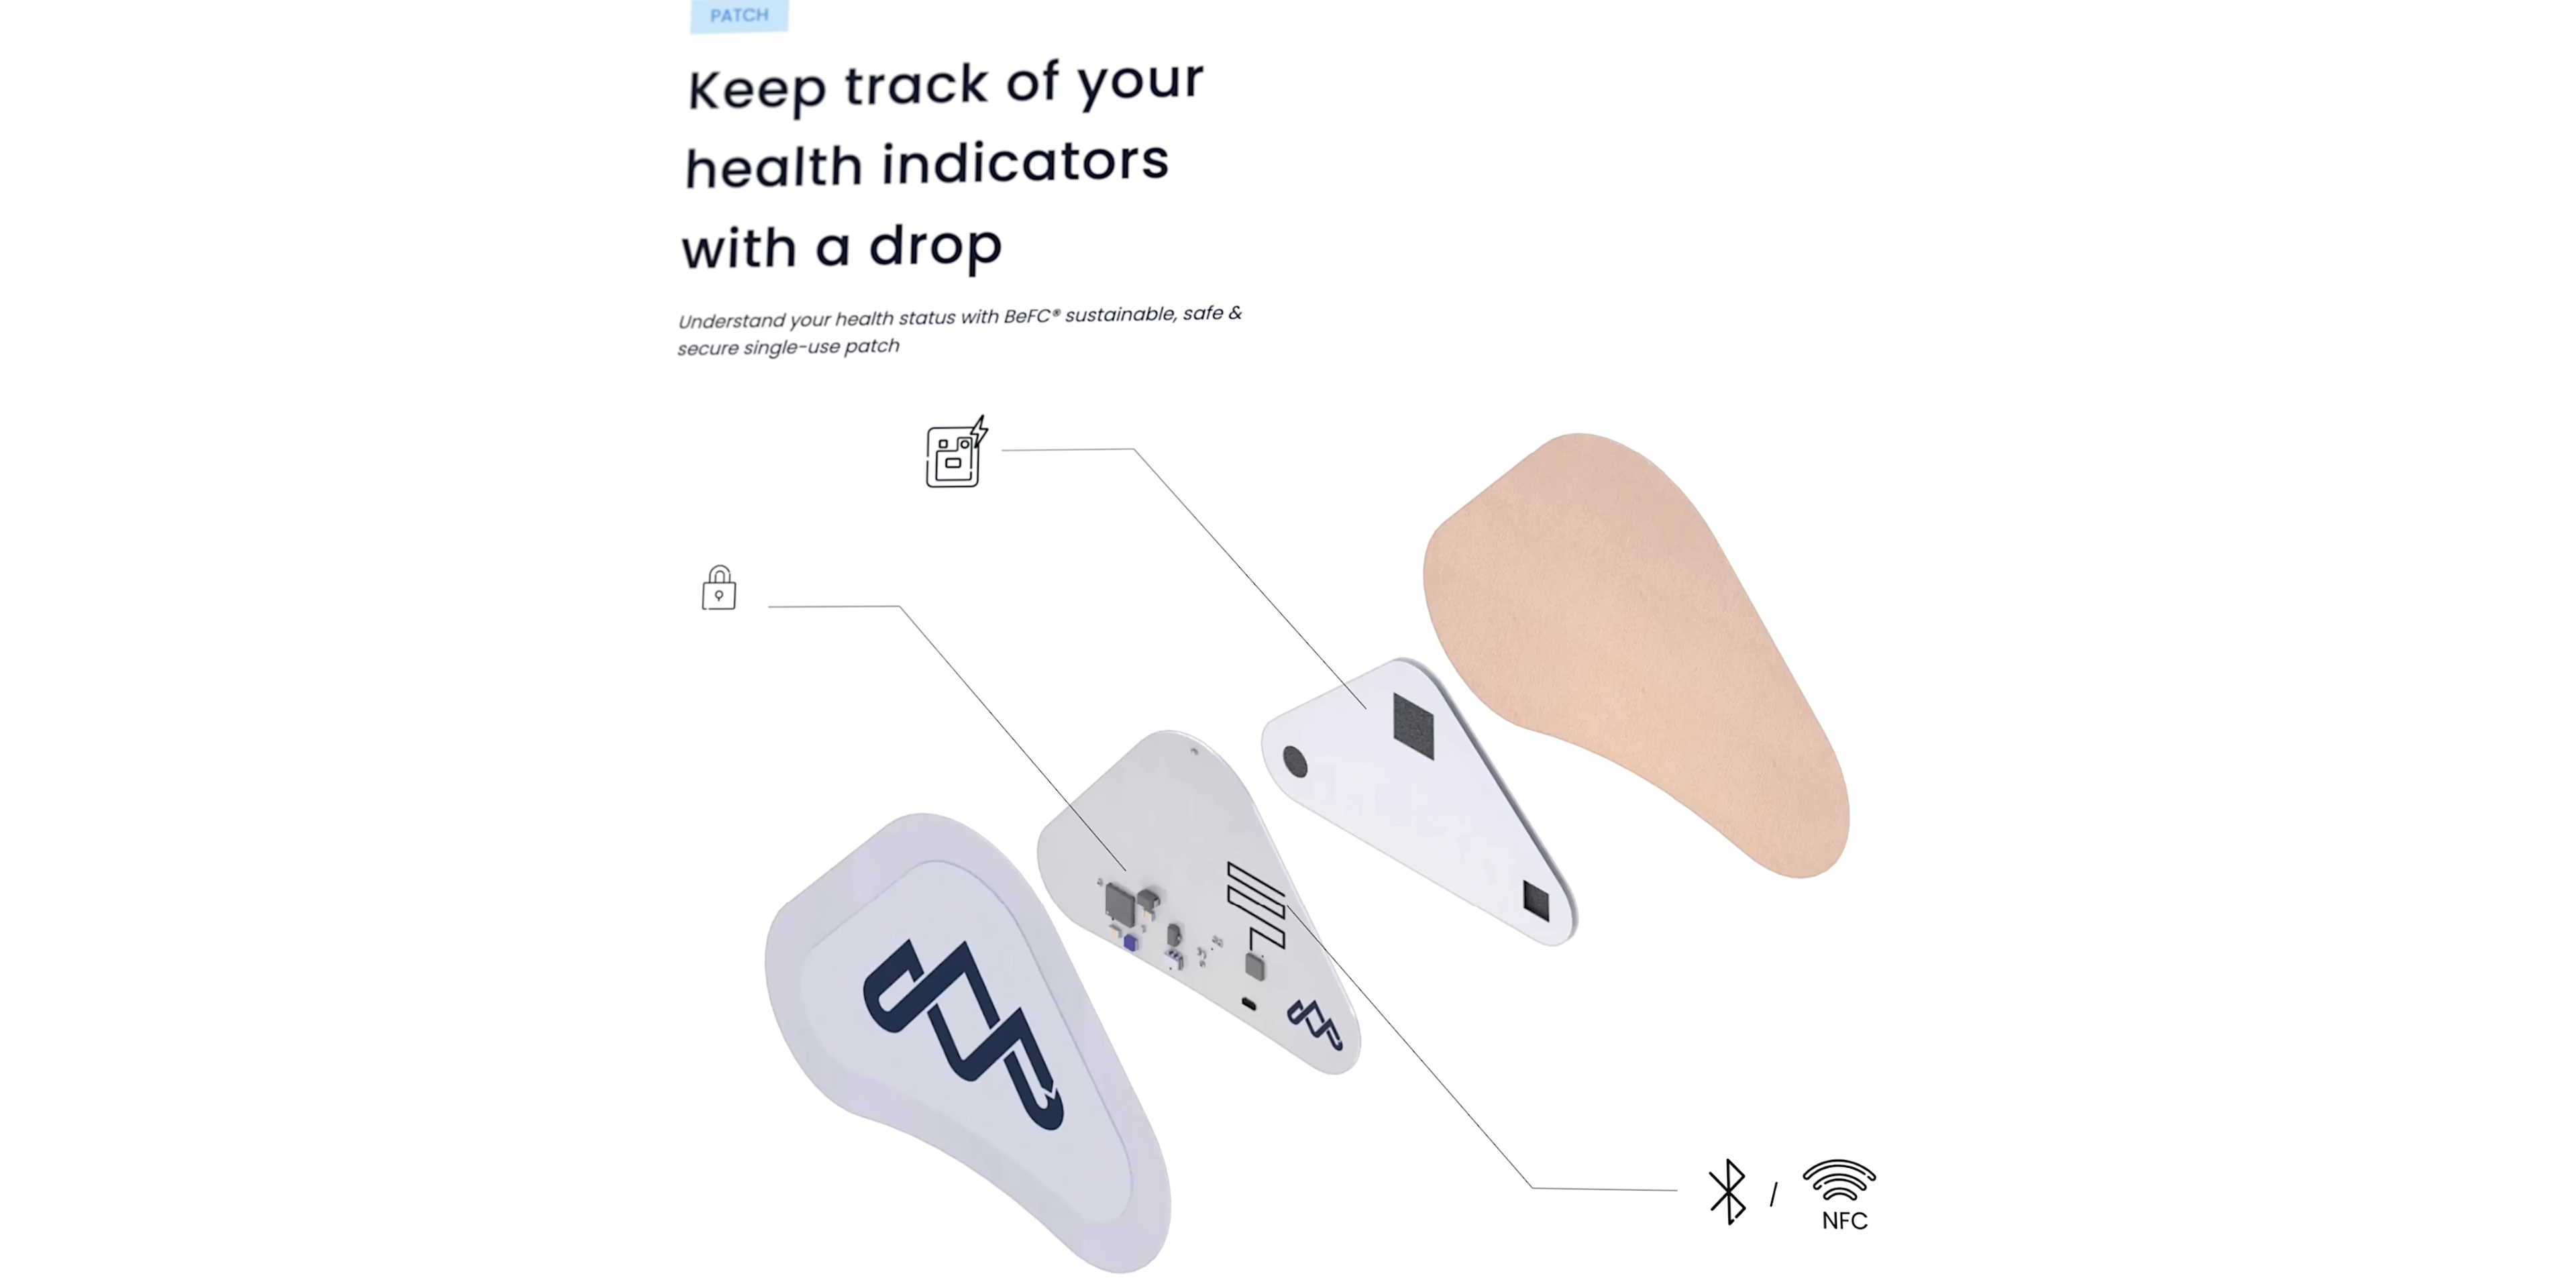 PATCH
Keep track of your
health indicators
with a drop
Understand your health status with BeFC® sustainable, safe &
secure single-use patch
/
NFC